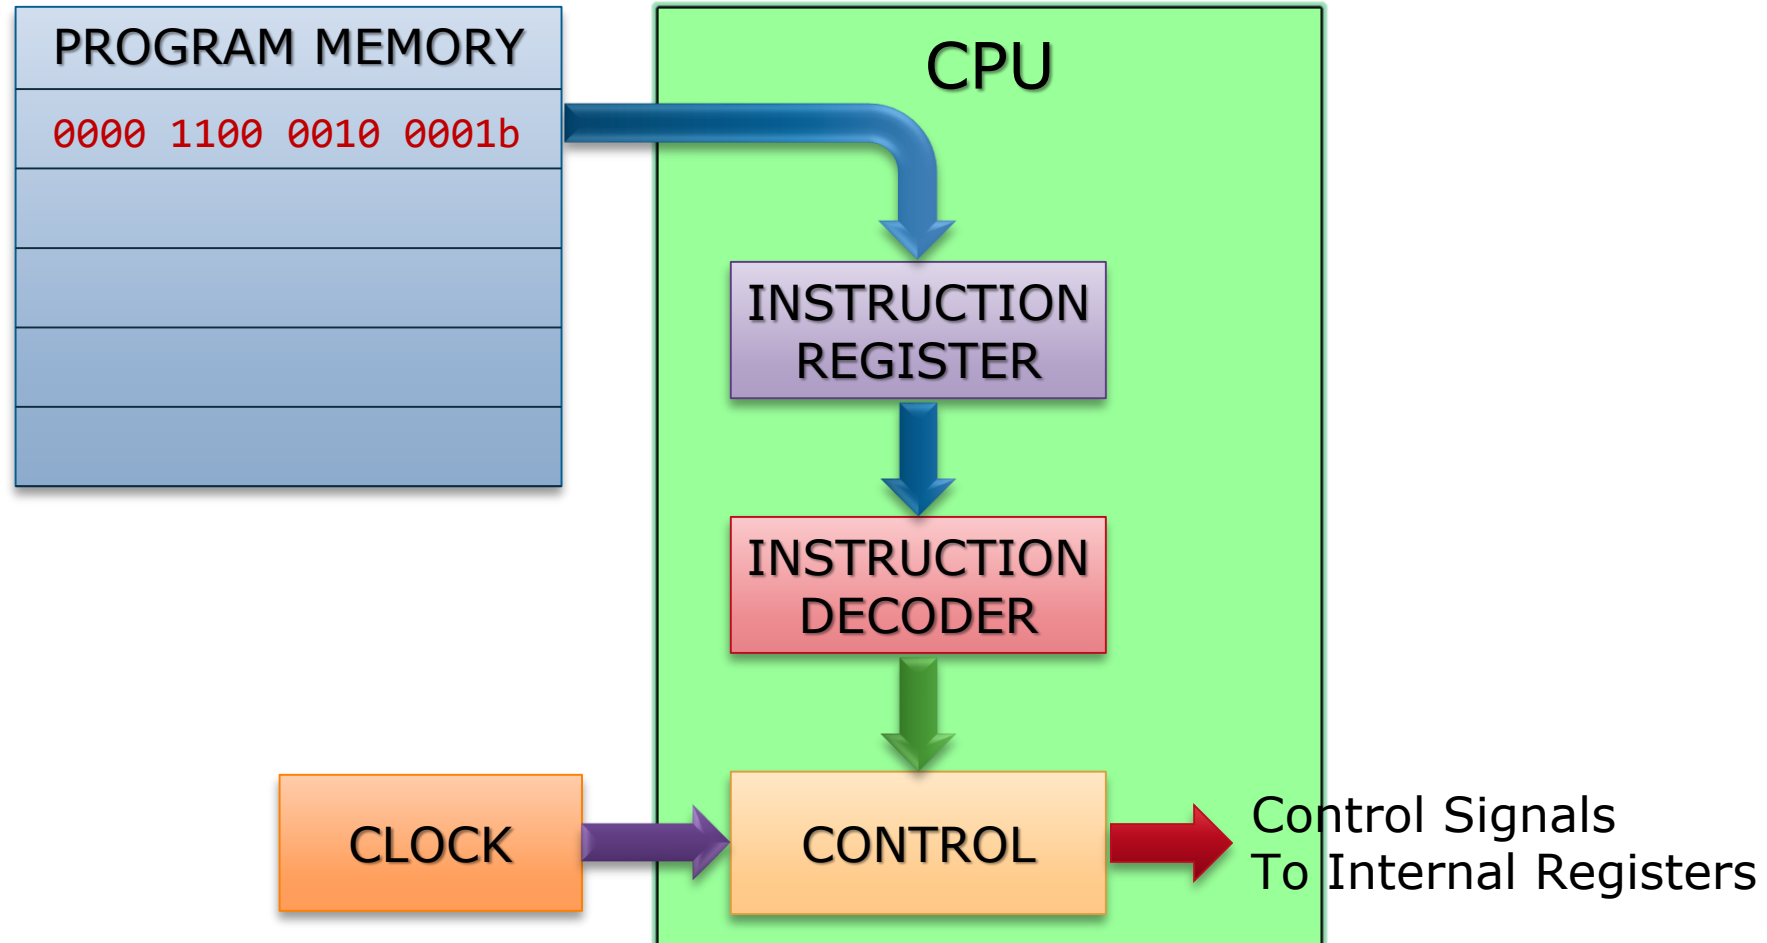 PROGRAM MEMORY
0000 1100 0010 0001b
CPU
INSTRUCTION
REGISTER
INSTRUCTION
DECODER
CLOCK
CONTROL
Control Signals
To Internal Registers